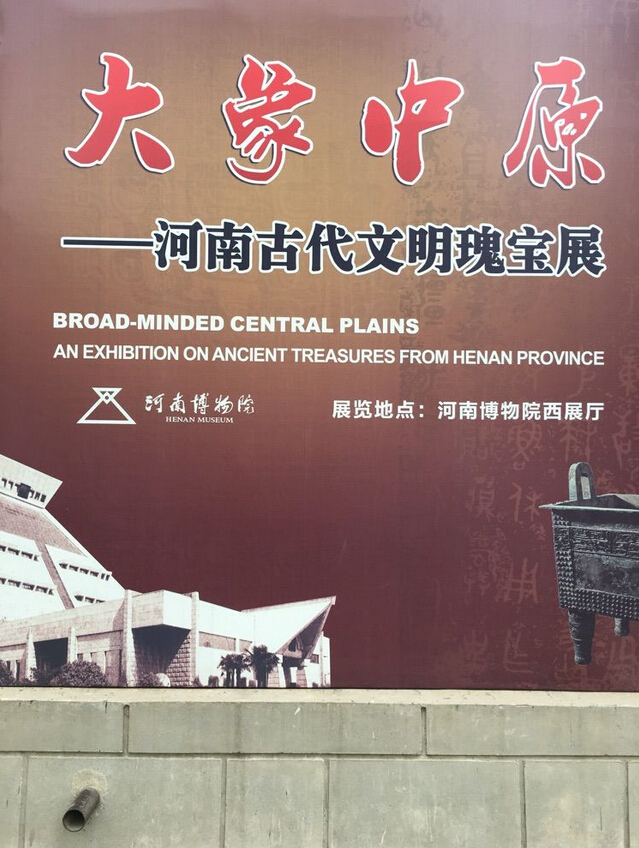 大象中原
——河南古代文明瑰宝展
BROAD-MINDED CENTRAL PLAINS
AN EXHIBITION ON ANCIENT TREASURES FROM HENAN PROVINCE
河南博物院
HENAN MUSEUM
展览地点：河南博物院西展厅